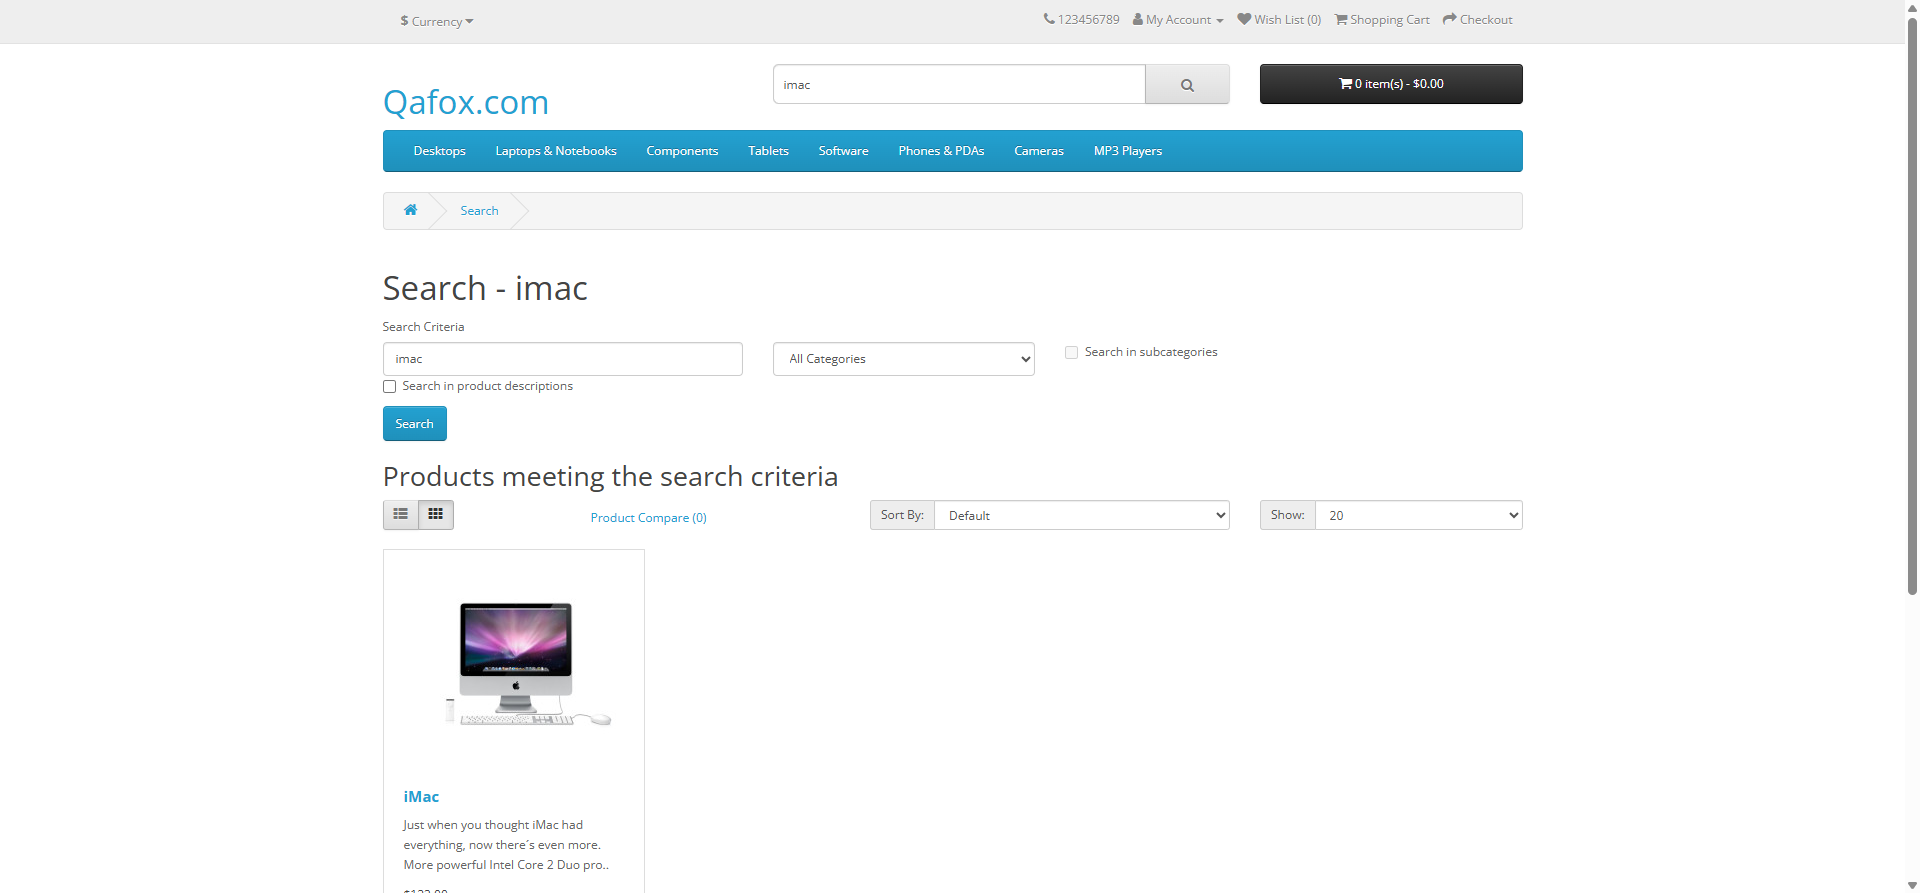 $ Currency
123456789 My Account Wish List (0) Shopping Cart Checkout
Qafox.com
imac
0 item(s) - $0.00
Desktops Laptops & Notebooks Components Tablets Software Phones & PDAs Cameras MP3 Players
Search
Search - imac
Search Criteria
imac
All Categories
Search in subcategories
Search in product descriptions
Search
Products meeting the search criteria
Product Compare (0)
Sort By: Default
Show: 20
iMac
Just when you thought iMac had
everything, now there´s even more.
More powerful Intel Core 2 Duo pro..